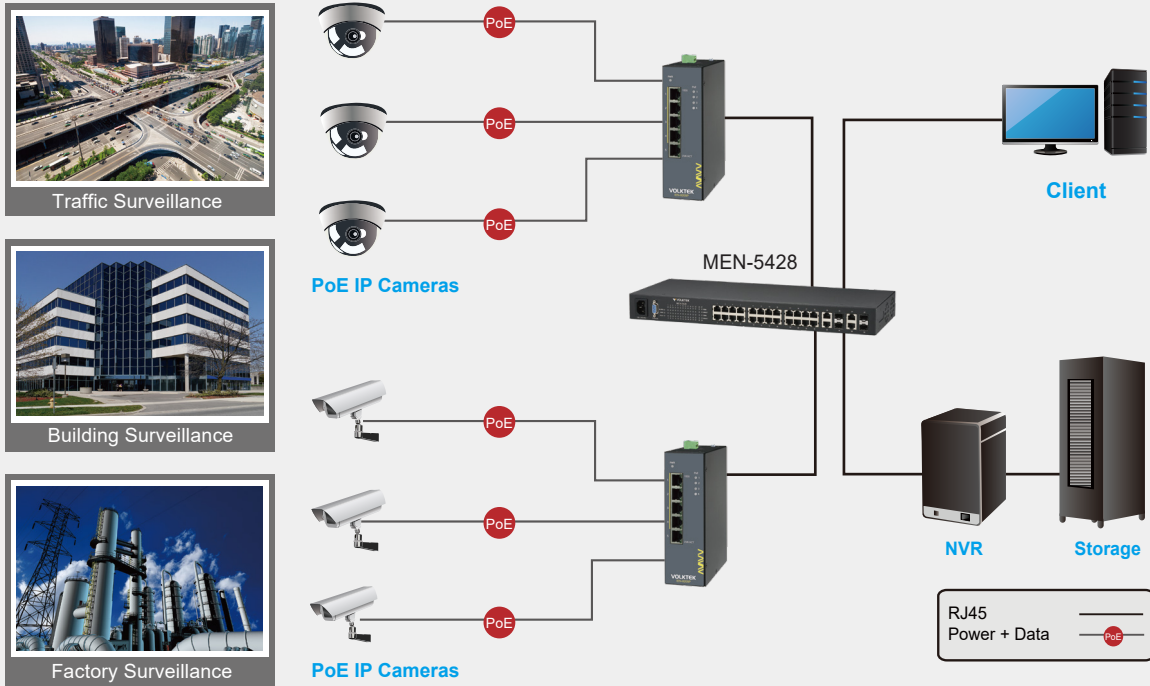 Traffic Surveillance
Building Surveillance
Factory Surveillance
PoE
PoE
PoE
PoE IP Cameras
VOLKTEK
MEN-5428
Client
PoE
PoE
PoE
PoE IP Cameras
VOLKTEK
NVR
Storage
RJ45
Power + Data
PoE